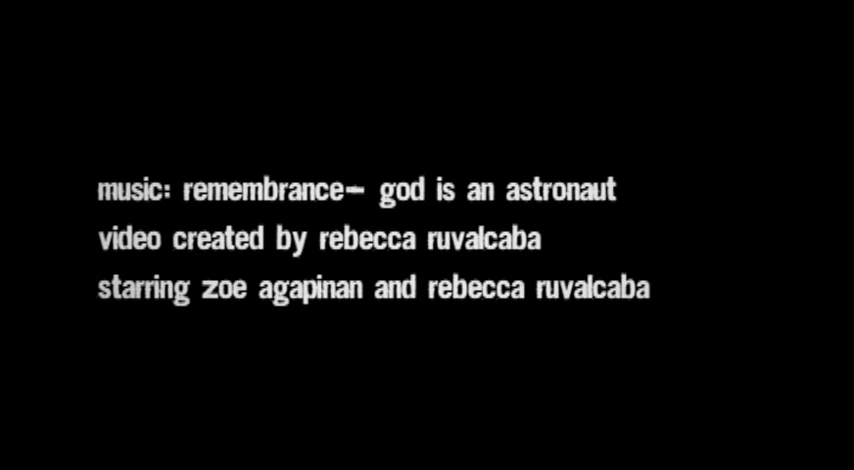 music: remembrance- god is an astronaut
video created by rebecca ruvalcaba
starring zoe agapinan and rebecca ruvalcaba